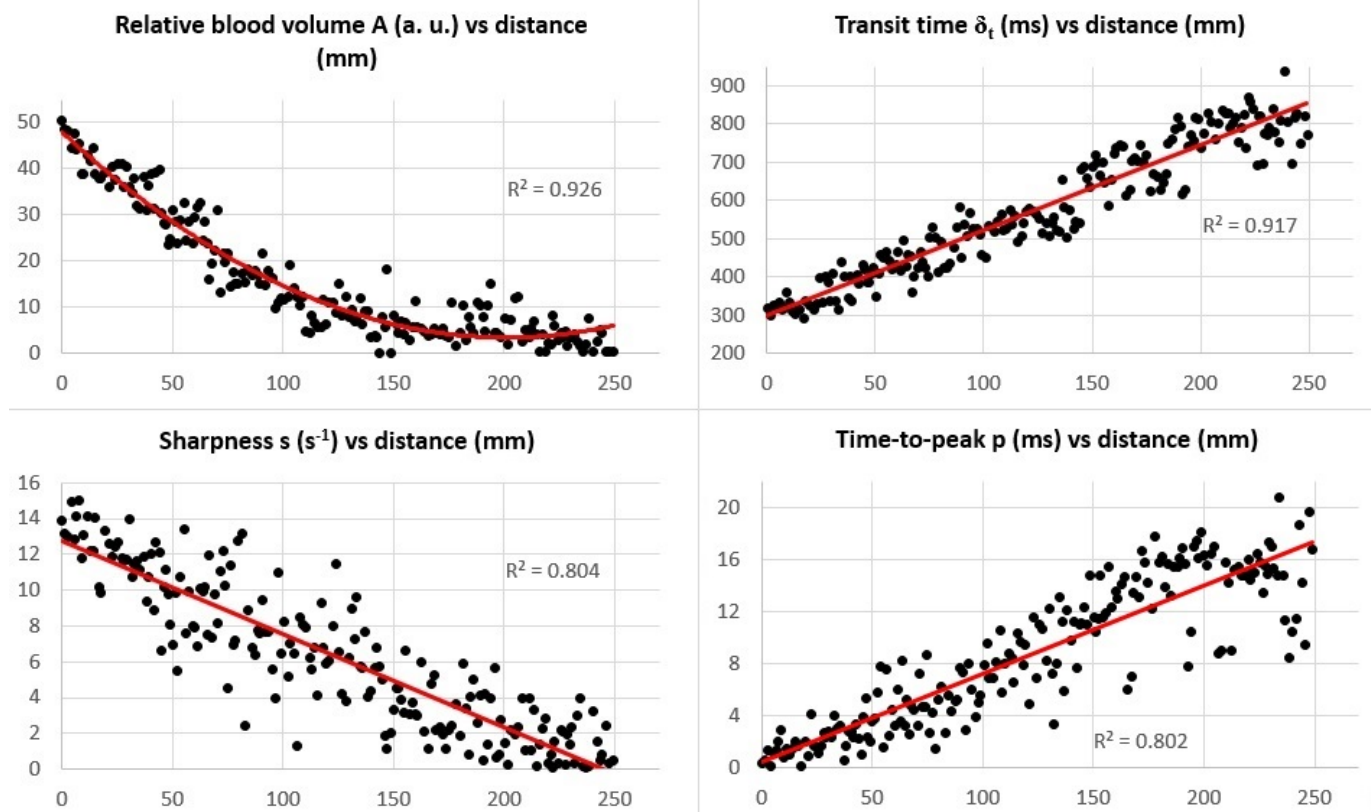 Relative blood volume A (a. u.) vs distance
(mm)
50
40
30
20
10
0
R² = 0.926
0 50 100 150 200 250
Transit time δt (ms) vs distance (mm)
900
800
700
600
500
400
300
200
R² = 0.917
0 50 100 150 200 250
Sharpness s (s⁻¹) vs distance (mm)
16
14
12
10
8
6
4
2
0
R² = 0.804
0 50 100 150 200 250
Time-to-peak p (ms) vs distance (mm)
20
16
12
8
4
0
R² = 0.802
0 50 100 150 200 250